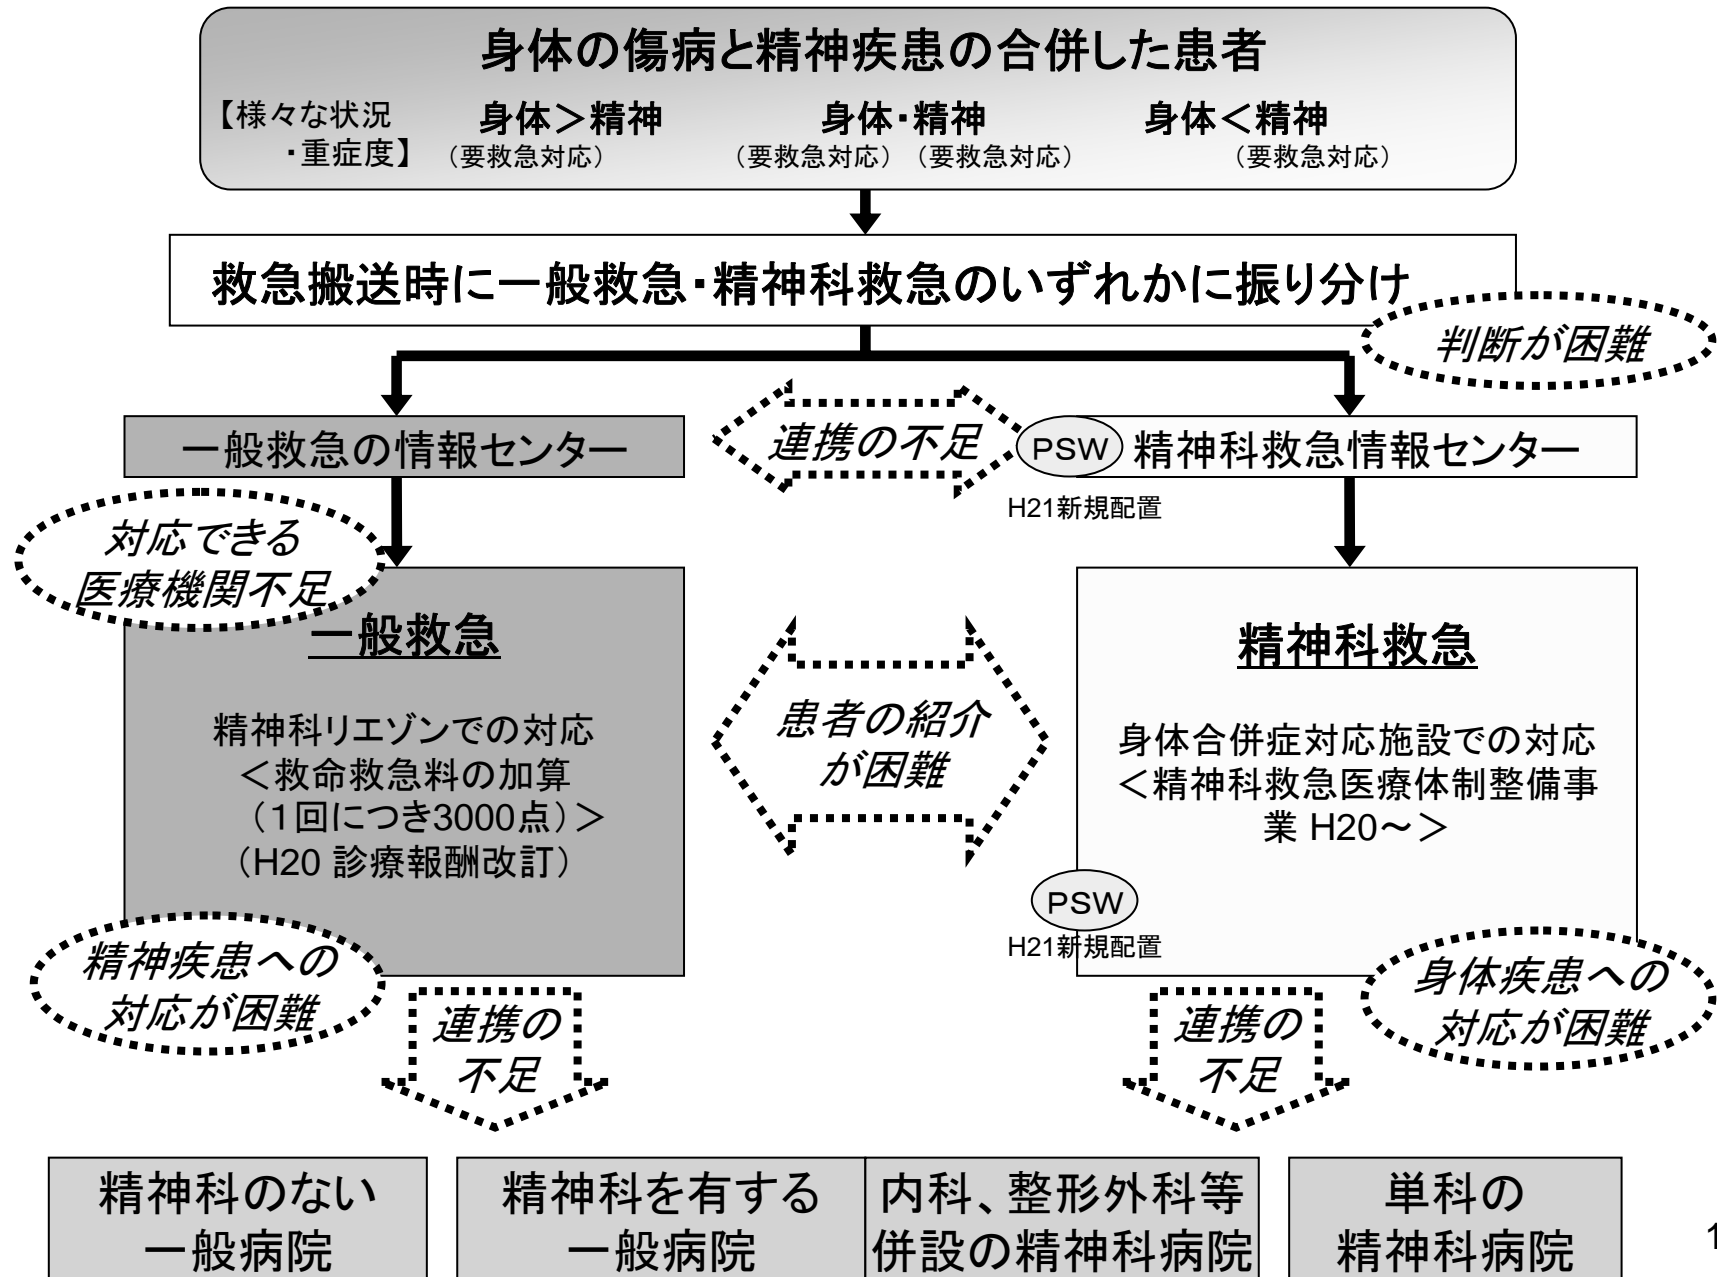 身体の傷病と精神疾患の合併した患者
【様々な状況
・重症度】
身体＞精神
（要救急対応）
身体・精神
（要救急対応）（要救急対応）
身体＜精神
（要救急対応）
救急搬送時に一般救急・精神科救急のいずれかに振り分け
判断が困難
一般救急の情報センター
連携の不足
PSW
精神科救急情報センター
H21新規配置
対応できる
医療機関不足
一般救急
精神科リエゾンでの対応
＜救命救急料の加算
（１回につき3000点）＞
（H20 診療報酬改訂）
患者の紹介
が困難
精神科救急
身体合併症対応施設での対応
＜精神科救急医療体制整備事
業 H20～＞
PSW
H21新規配置
精神疾患への
対応が困難
身体疾患への
対応が困難
連携の
不足
連携の
不足
精神科のない
一般病院
精神科を有する
一般病院
内科、整形外科等
併設の精神科病院
単科の
精神科病院
1